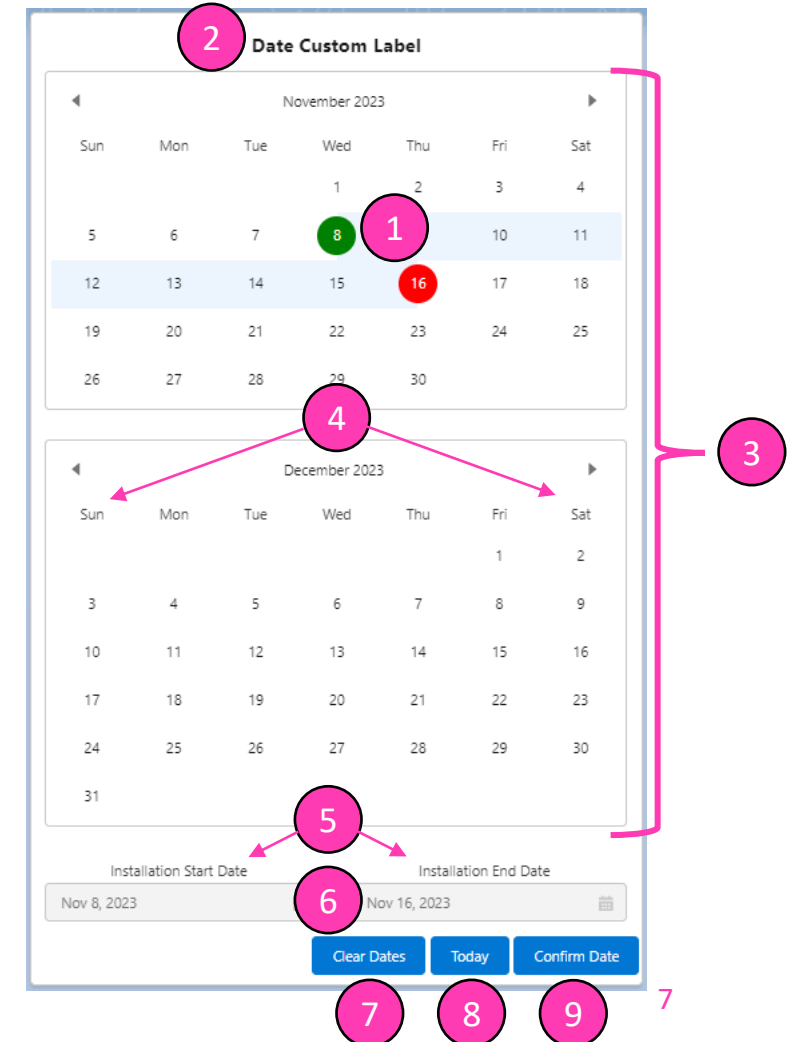 2
Date Custom Label
November 2023
Sun Mon Tue Wed Thu Fri Sat
1 2 3 4
5 6 7 8 1 10 11
12 13 14 15 16 17 18
19 20 21 22 23 24 25
26 27 28 29 30
4
3
December 2023
Sun Mon Tue Wed Thu Fri Sat
1 2
3 4 5 6 7 8 9
10 11 12 13 14 15 16
17 18 19 20 21 22 23
24 25 26 27 28 29 30
31
5
Installation Start Date Installation End Date
Nov 8, 2023 6 Nov 16, 2023
Clear Dates Today Confirm Date
7 8 9 7